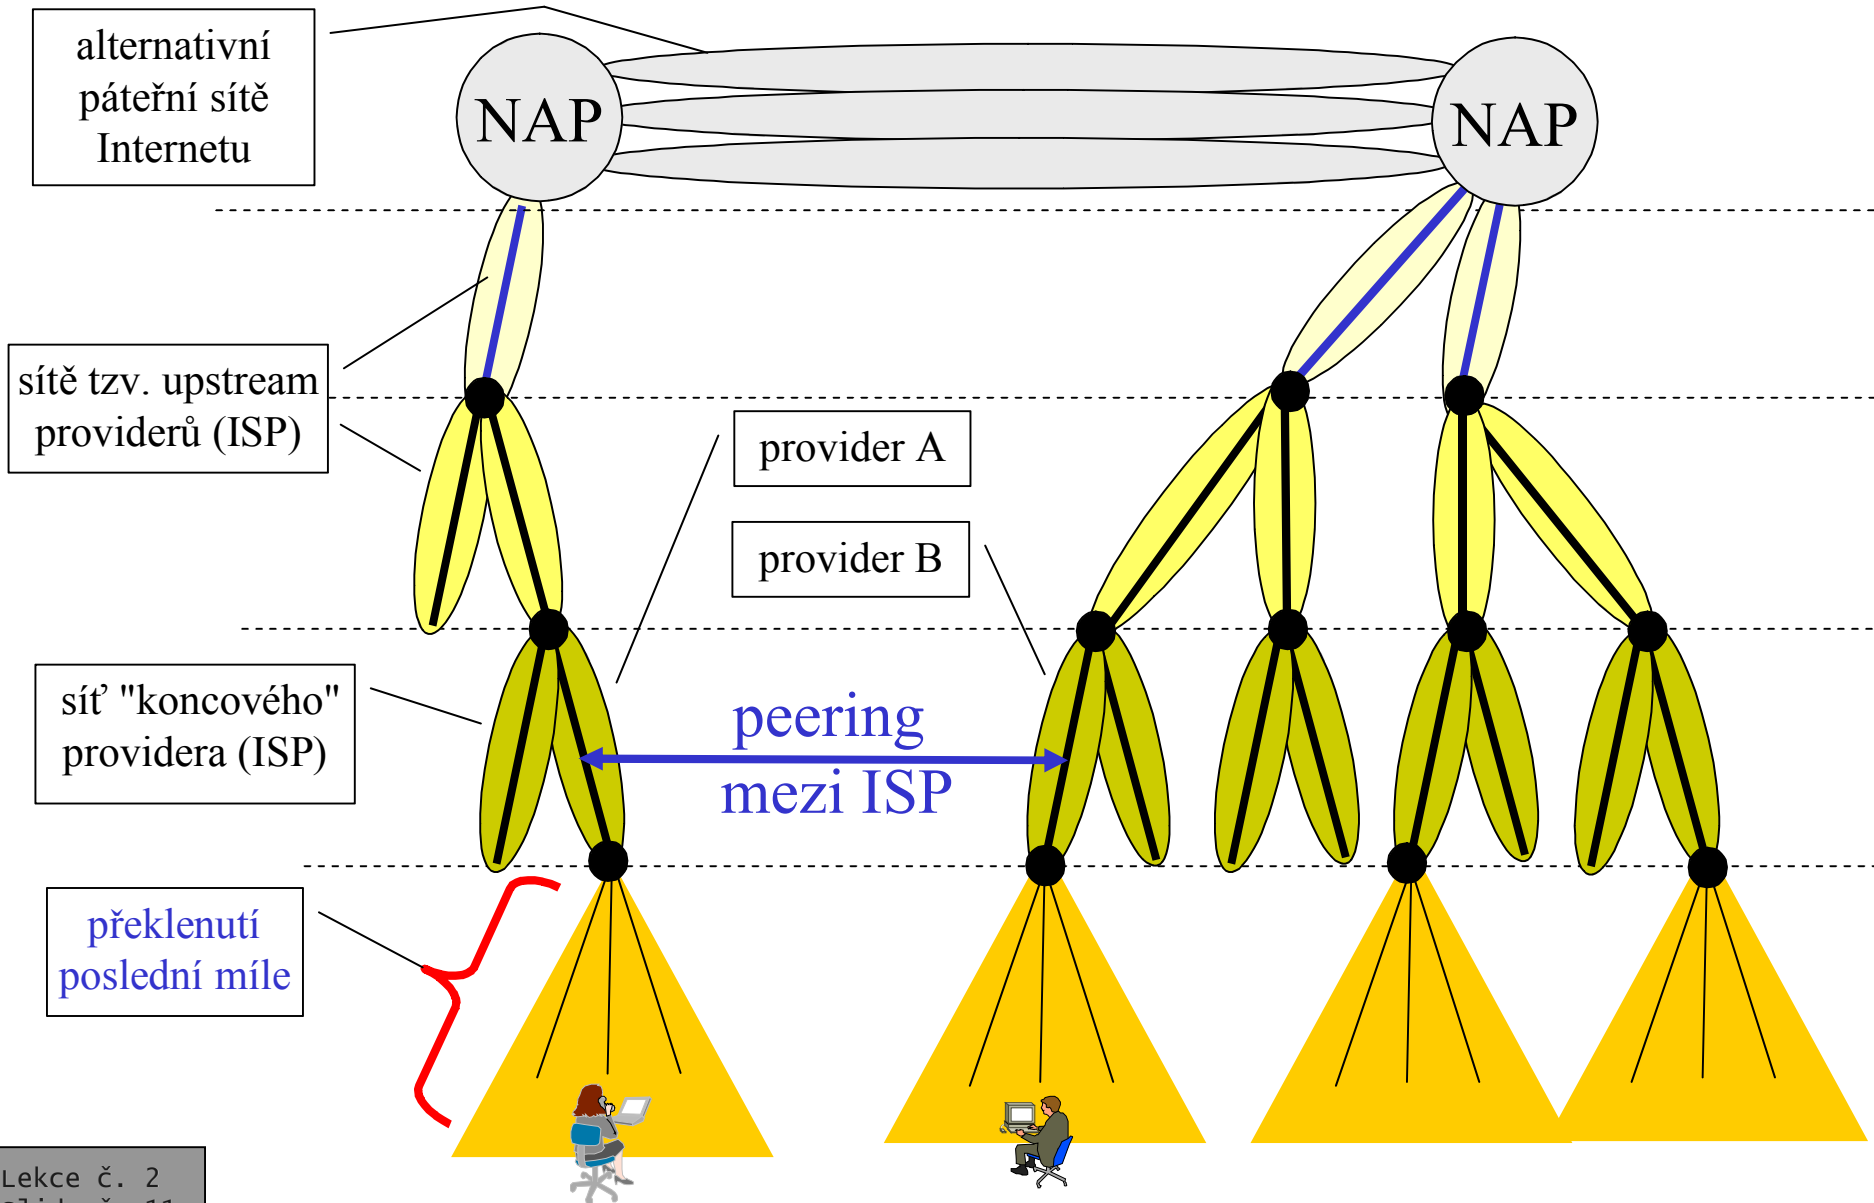 alternativní
páteřní sítě
Internetu
NAP
NAP
sítě tzv. upstream
providerů (ISP)
provider A
provider B
síť "koncového"
providera (ISP)
peering
mezi ISP
překlenutí
poslední míle
Lekce č. 2